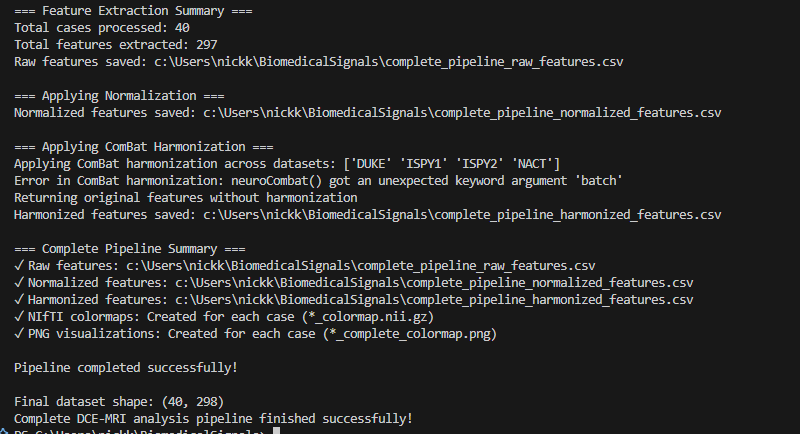 === Feature Extraction Summary ===
Total cases processed: 40
Total features extracted: 297
Raw features saved: c:\Users\nickk\BiomedicalSignals\complete_pipeline_raw_features.csv
=== Applying Normalization ===
Normalized features saved: c:\Users\nickk\BiomedicalSignals\complete_pipeline_normalized_features.csv
=== Applying ComBat Harmonization ===
Applying ComBat harmonization across datasets: ['DUKE' 'ISPY1' 'ISPY2' 'NACT']
Error in ComBat harmonization: neuroCombat() got an unexpected keyword argument 'batch'
Returning original features without harmonization
Harmonized features saved: c:\Users\nickk\BiomedicalSignals\complete_pipeline_harmonized_features.csv
=== Complete Pipeline Summary ===
✓ Raw features: c:\Users\nickk\BiomedicalSignals\complete_pipeline_raw_features.csv
✓ Normalized features: c:\Users\nickk\BiomedicalSignals\complete_pipeline_normalized_features.csv
✓ Harmonized features: c:\Users\nickk\BiomedicalSignals\complete_pipeline_harmonized_features.csv
✓ NIfTI colormaps: Created for each case (*_colormap.nii.gz)
✓ PNG visualizations: Created for each case (*_complete_colormap.png)
Pipeline completed successfully!
Final dataset shape: (40, 298)
Complete DCE-MRI analysis pipeline finished successfully!
PS C:\Users\nickk\BiomedicalSignals>